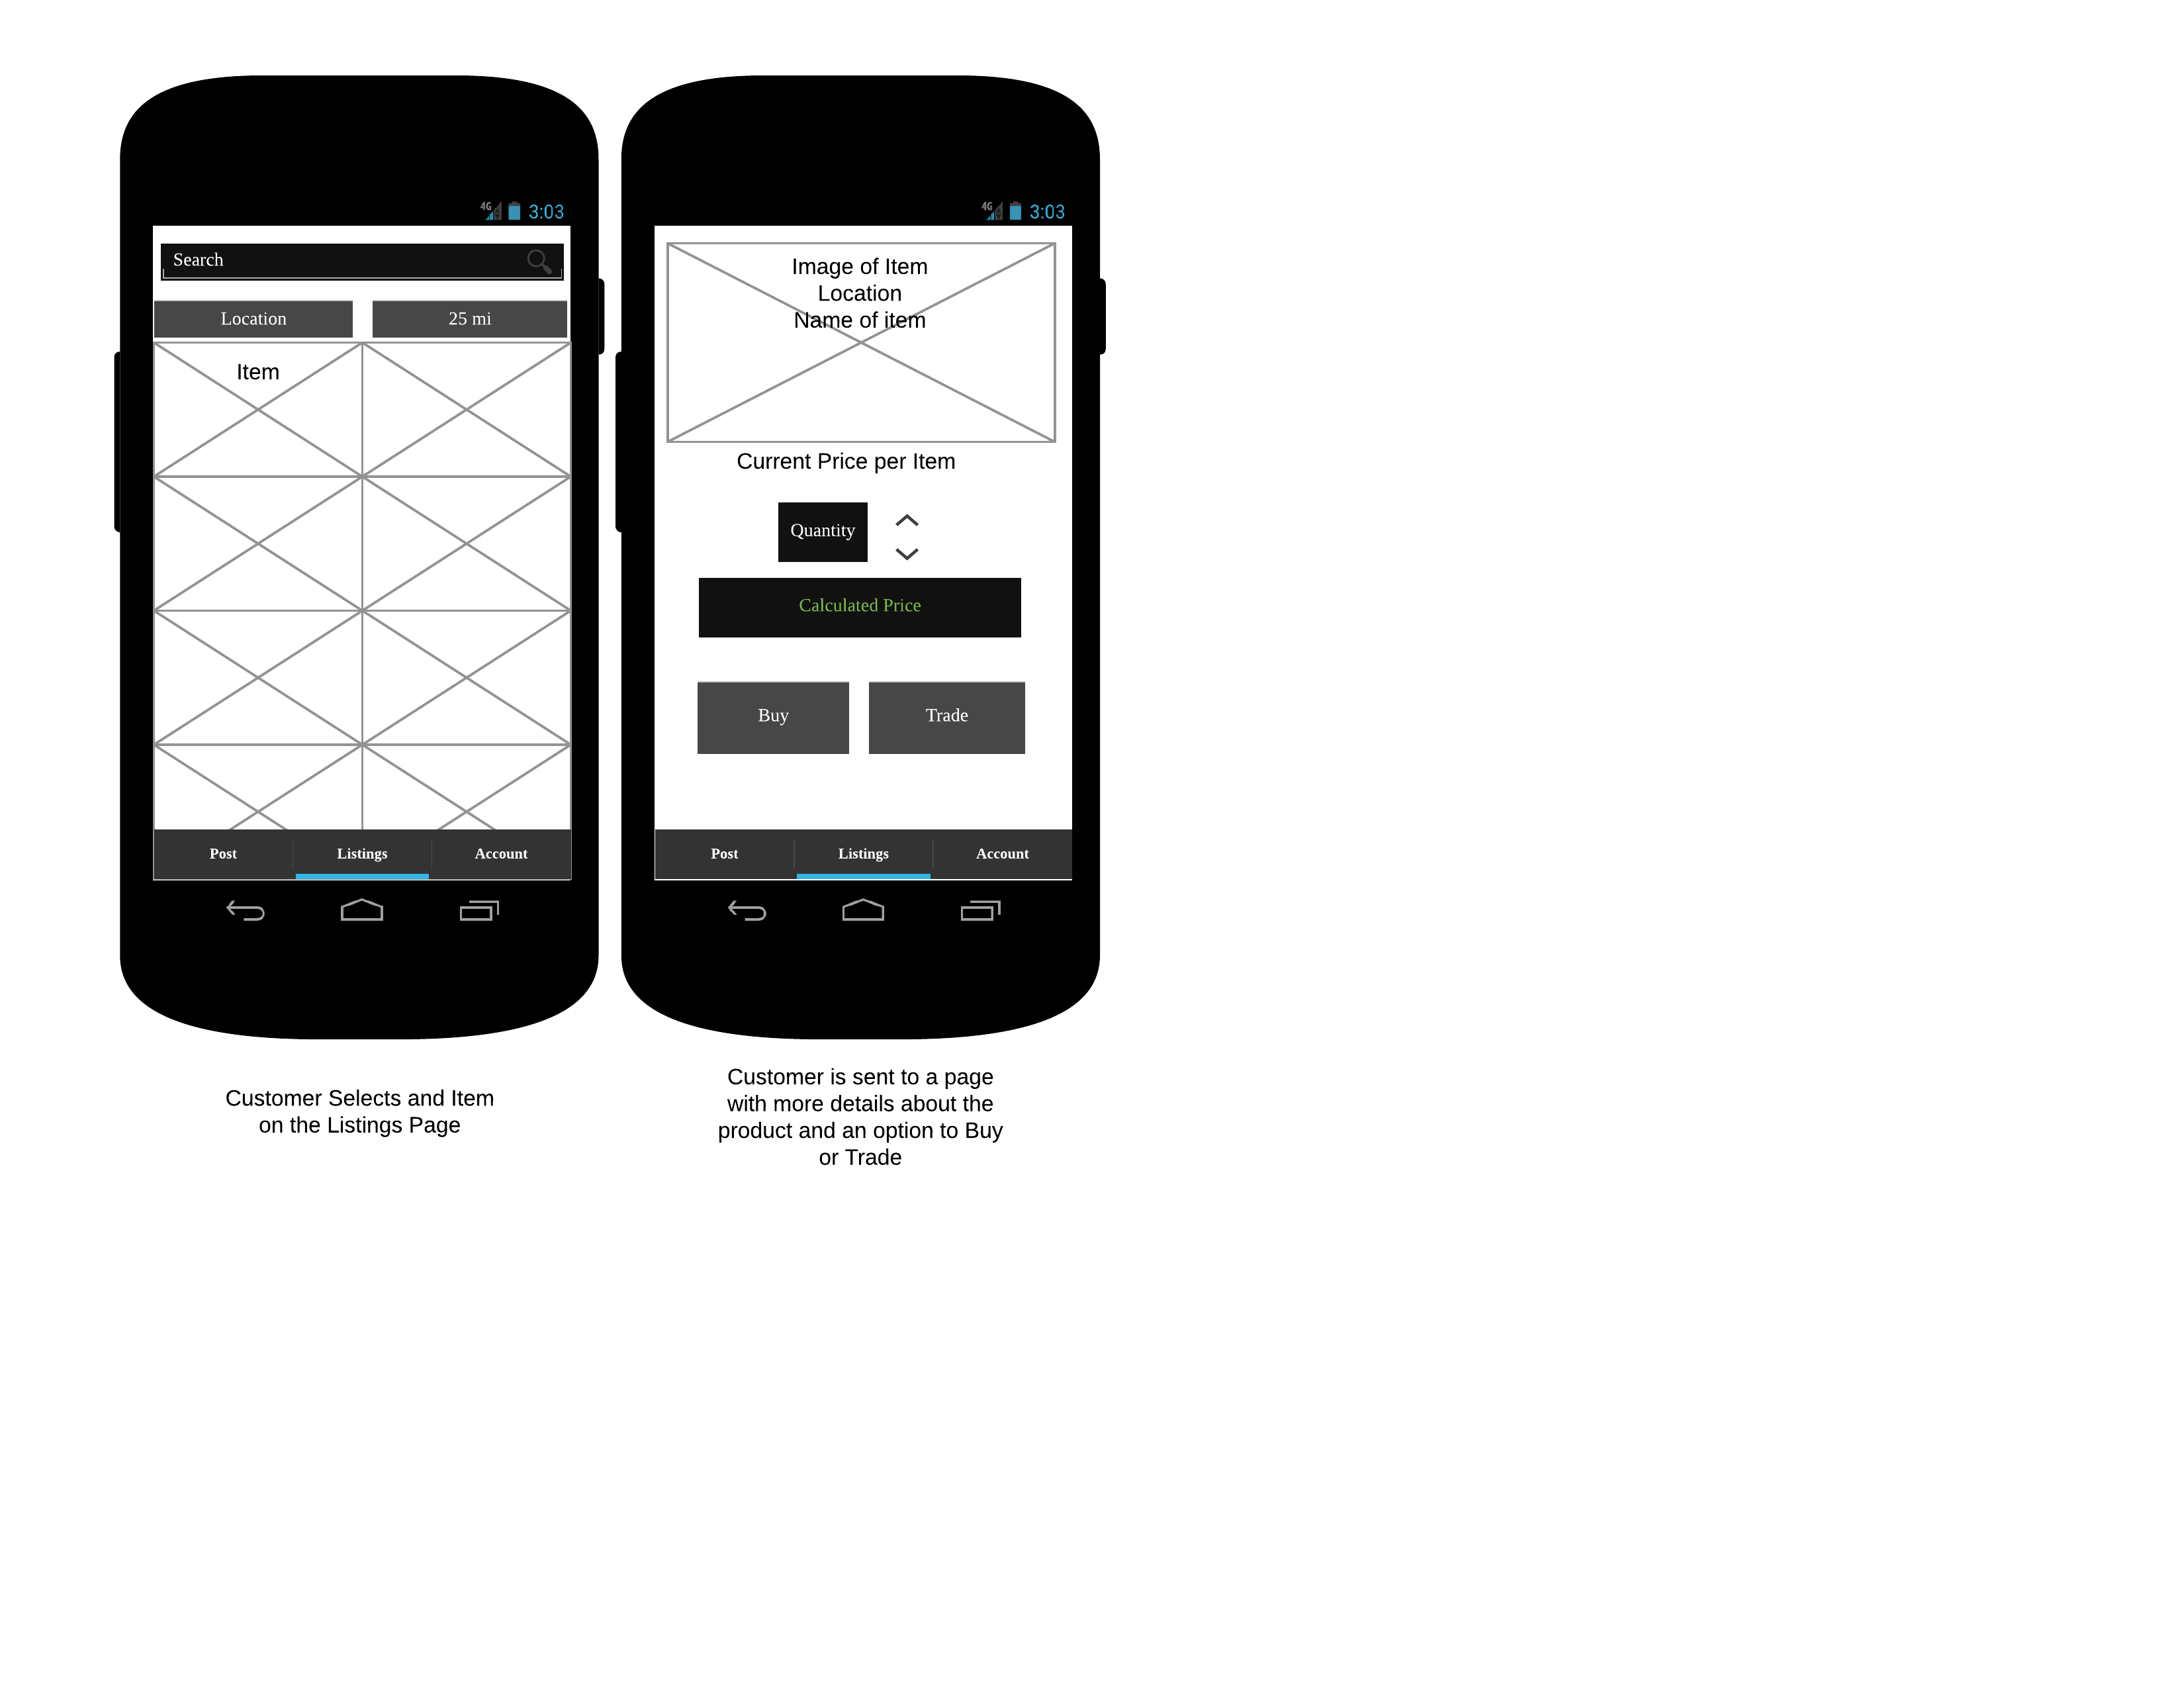 4G 3:03
Search
Location 25 mi
Item
Post Listings Account
Customer Selects and Item
on the Listings Page
4G 3:03
Image of Item
Location
Name of item
Current Price per Item
Quantity
Calculated Price
Buy Trade
Post Listings Account
Customer is sent to a page
with more details about the
product and an option to Buy
or Trade